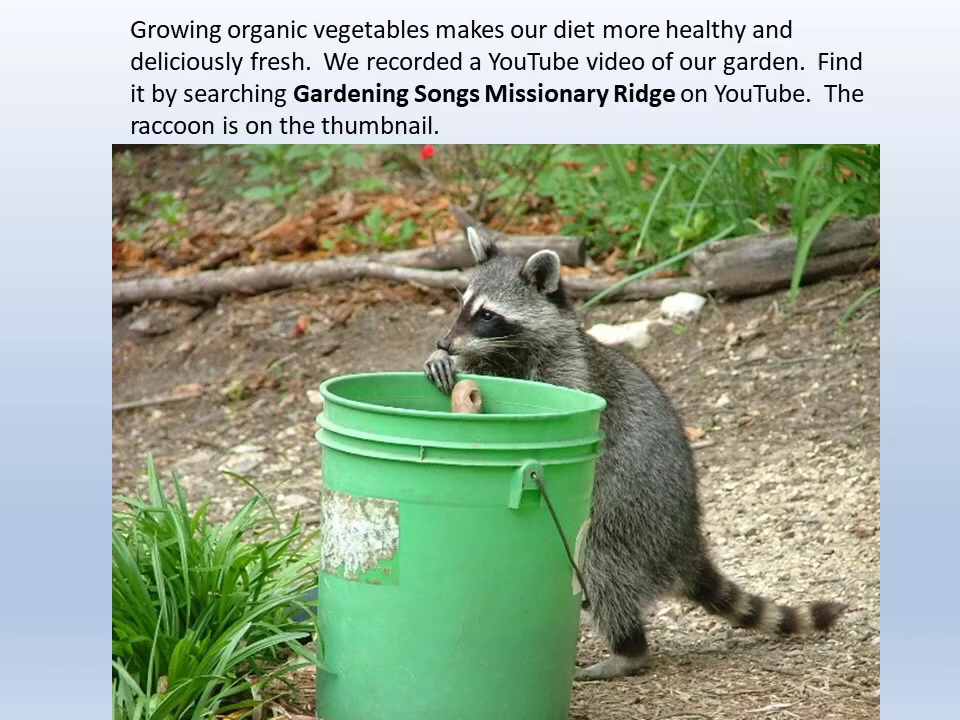 Growing organic vegetables makes our diet more healthy and
deliciously fresh.  We recorded a YouTube video of our garden.  Find
it by searching Gardening Songs Missionary Ridge on YouTube.  The
raccoon is on the thumbnail.